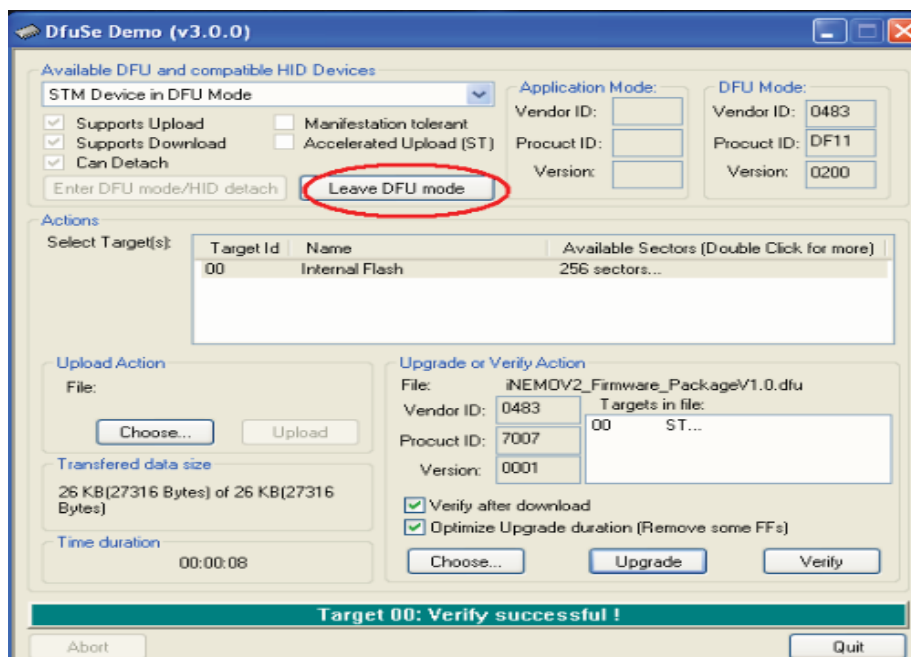 DfuSe Demo (v3.0.0)
Available DFU and compatible HID Devices
STM Device in DFU Mode
Supports Upload
Manifestation tolerant
Supports Download
Accelerated Upload (ST)
Can Detach
Enter DFU mode/HID detach
Leave DFU mode
Application Mode:
Vendor ID:
Procuct ID:
Version:
DFU Mode:
Vendor ID: 0483
Procuct ID: DF11
Version: 0200
Actions
Select Target(s):
Target Id Name Available Sectors (Double Click for more)
00 Internal Flash 256 sectors...
Upload Action
File:
Choose... Upload
Transfered data size
26 KB(27316 Bytes) of 26 KB(27316
Bytes)
Time duration
00:00:08
Upgrade or Verify Action
File: iNEMOV2_Firmware_PackageV1.0.dfu
Vendor ID: 0483
Procuct ID: 7007
Version: 0001
Targets in file:
00 ST...
Verify after download
Optimize Upgrade duration (Remove some FFs)
Choose... Upgrade Verify
Target 00: Verify successful !
Abort Quit